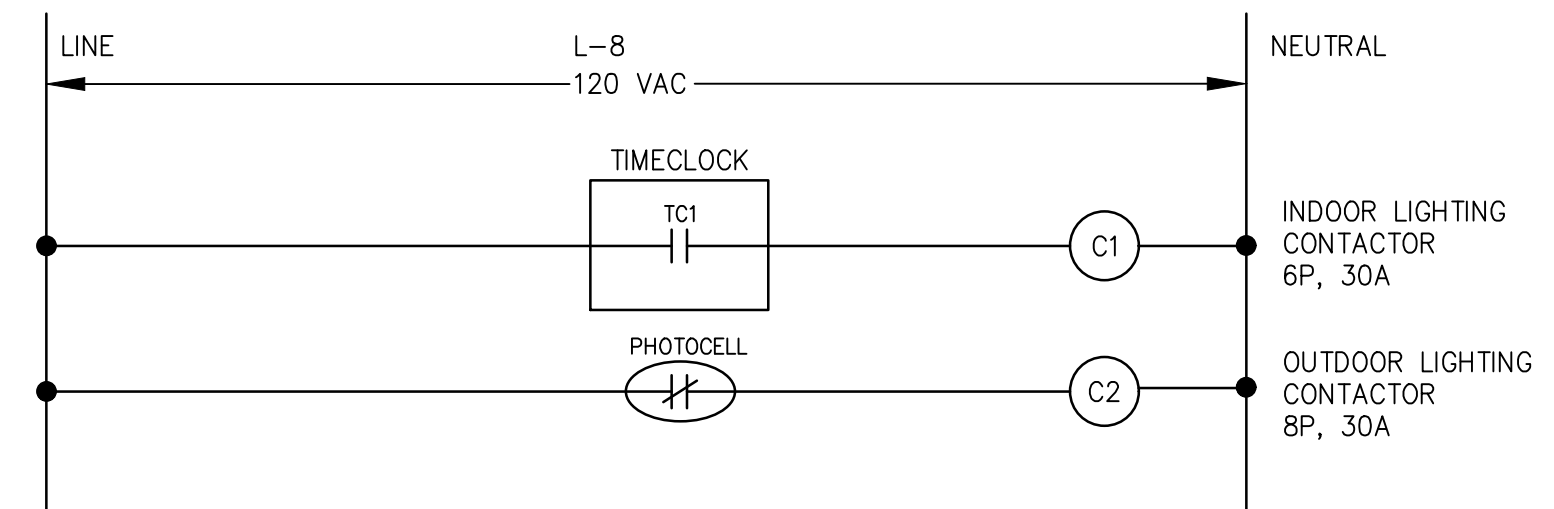 LINE
L-8
NEUTRAL
120 VAC
TIMECLOCK
TC1
C1
INDOOR LIGHTING
CONTACTOR
6P, 30A
PHOTOCELL
C2
OUTDOOR LIGHTING
CONTACTOR
8P, 30A